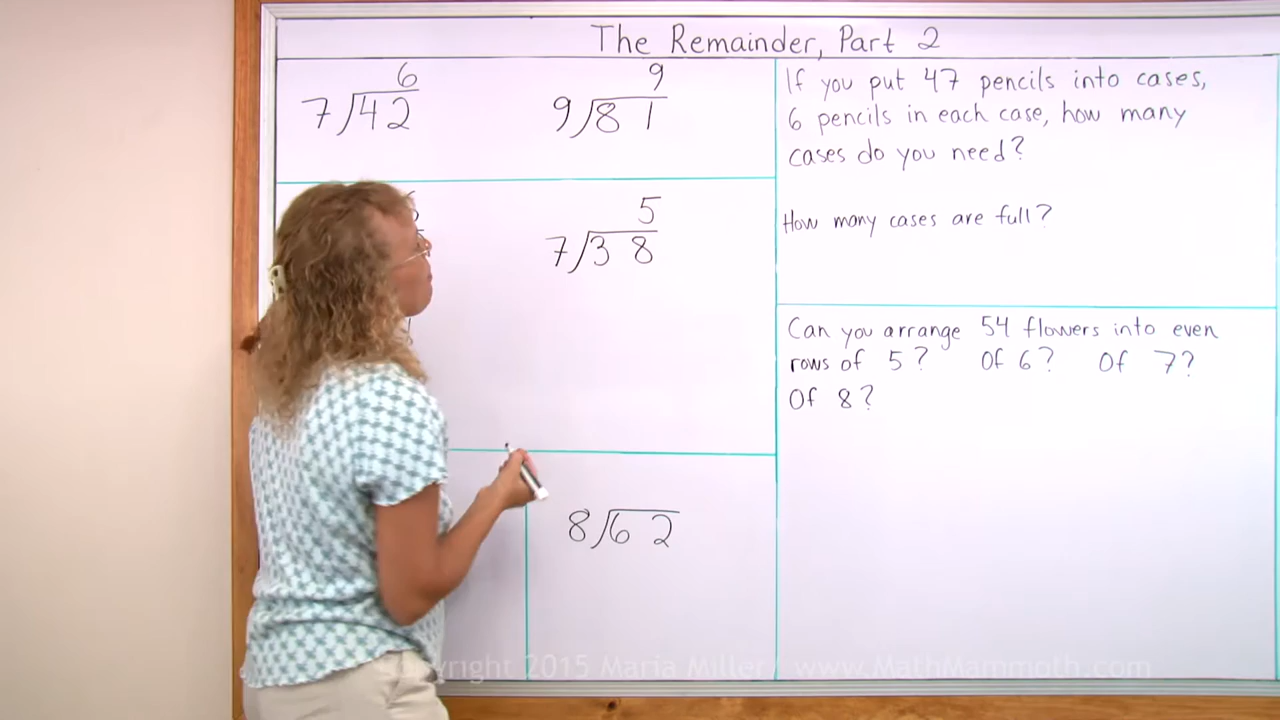 The Remainder, Part 2
6
7)42
9
9)81
5
7)38
8)62
If you put 47 pencils into cases,
6 pencils in each case, how many
cases do you need?
How many cases are full?
Can you arrange 54 flowers into even
rows of 5? Of 6? Of 7?
Of 8?
Copyright 2015 Maria Miller / www.MathMammoth.com